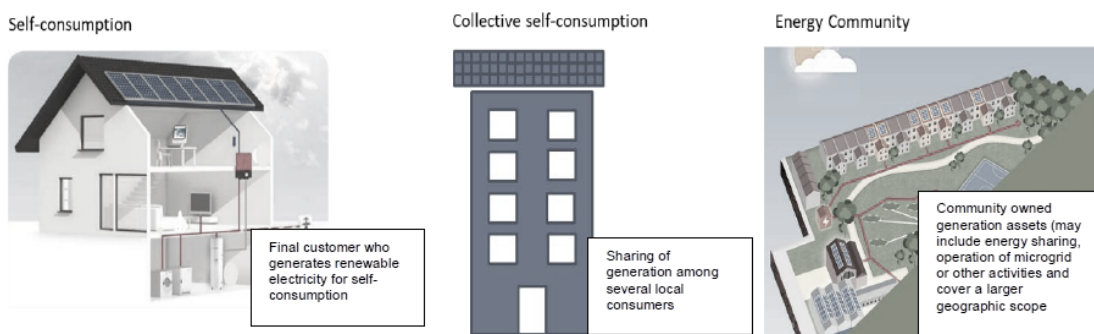 Self-consumption
Collective self-consumption
Energy Community
Final customer who
generates renewable
electricity for self-
consumption
Sharing of
generation among
several local
consumers
Community owned
generation assets (may
include energy sharing,
operation of microgrid
or other activities and
cover a larger
geographic scope